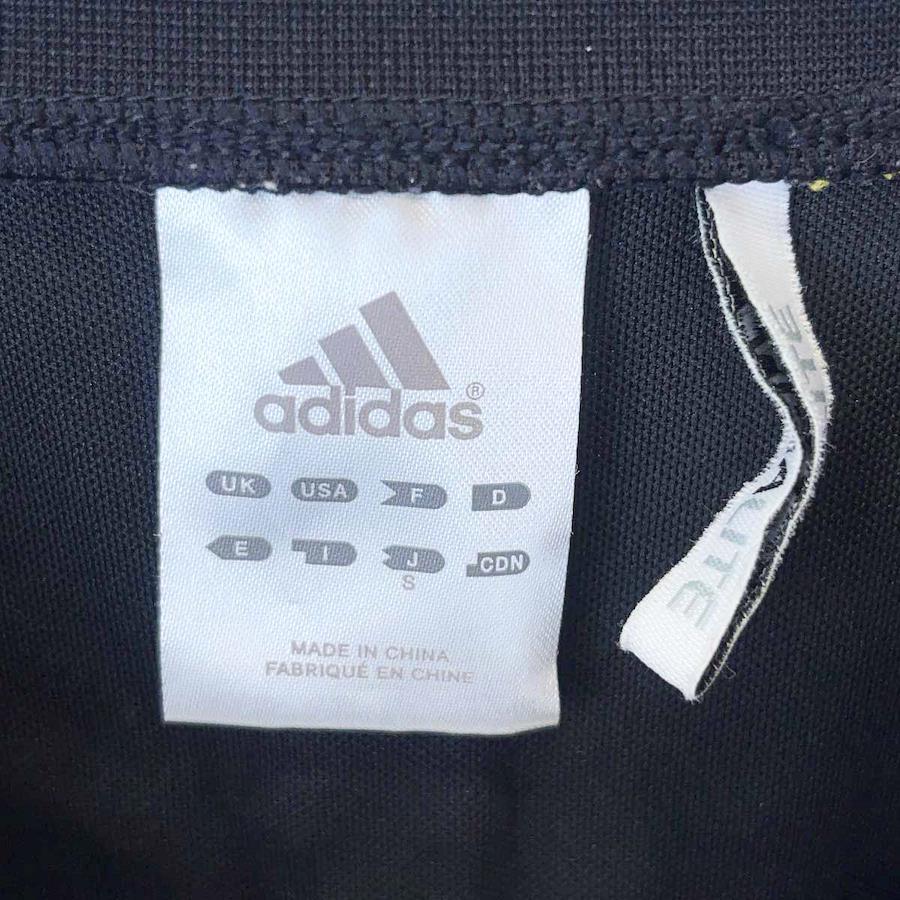 adidas®
UK USA F D
E I J CDN
S
MADE IN CHINA
FABRIQUÉ EN CHINE